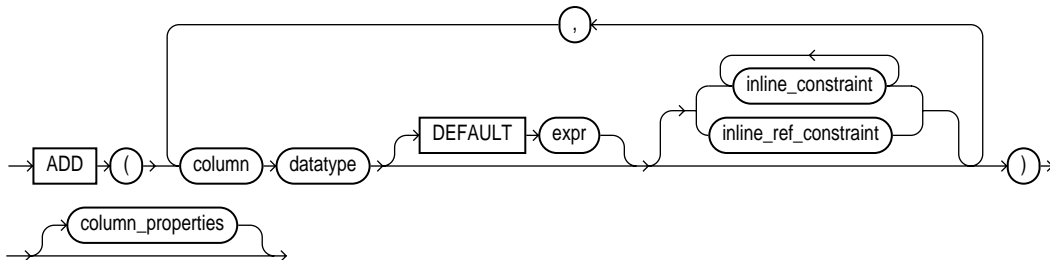 ,
inline_constraint
DEFAULT expr
inline_ref_constraint
ADD ( column datatype )
column_properties